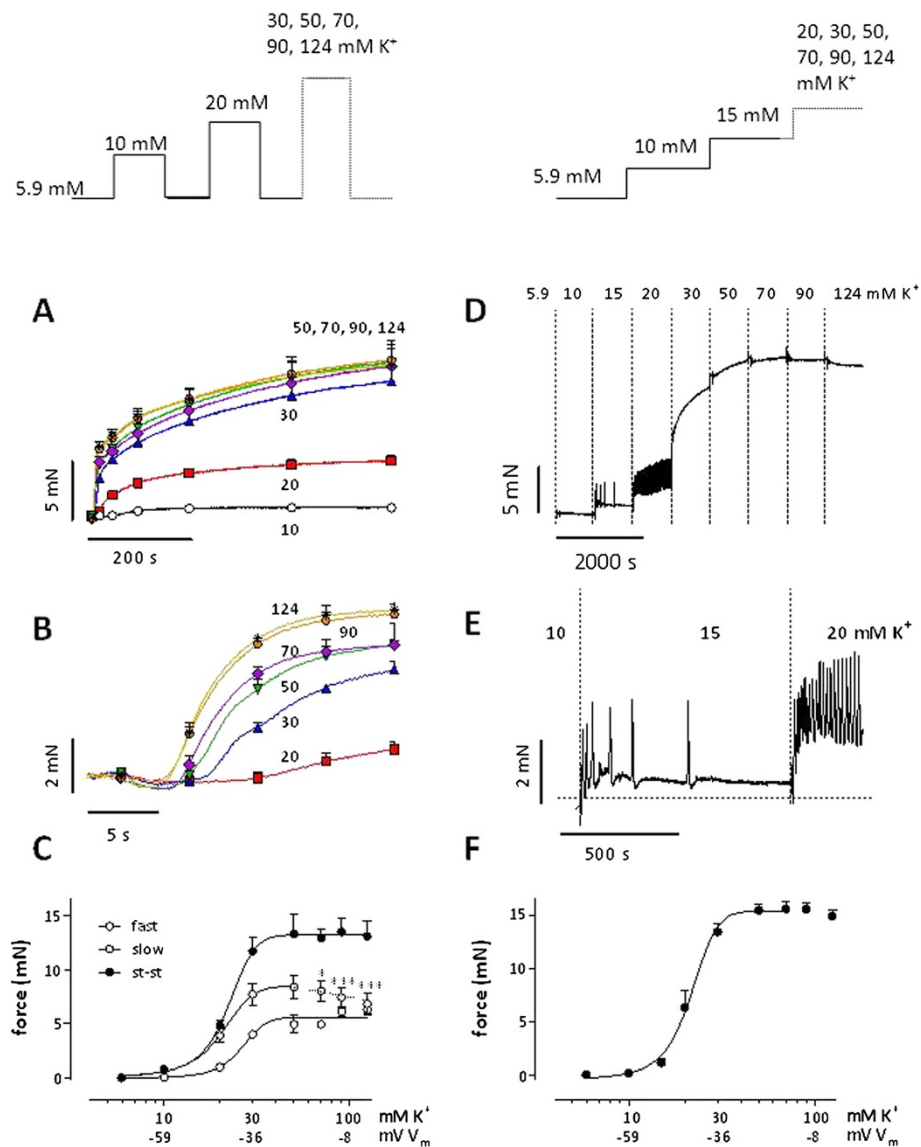 30, 50, 70,
90, 124 mM K⁺
20 mM
10 mM
5.9 mM
20, 30, 50,
70, 90, 124
mM K⁺
15 mM
10 mM
5.9 mM
A
50, 70, 90, 124
30
20
10
5 mN
200 s
B
124
90
70
50
30
20
2 mN
5 s
C
force (mN)
15
10
5
0
fast
slow
st-st
‡
‡‡‡
‡‡‡
10 30 100 mM K⁺
-59 -36 -8 mV Vₘ
D
5.9 10 15 20 30 50 70 90 124 mM K⁺
5 mN
2000 s
E
10 15 20 mM K⁺
2 mN
500 s
F
force (mN)
15
10
5
0
10 30 100 mM K⁺
-59 -36 -8 mV Vₘ